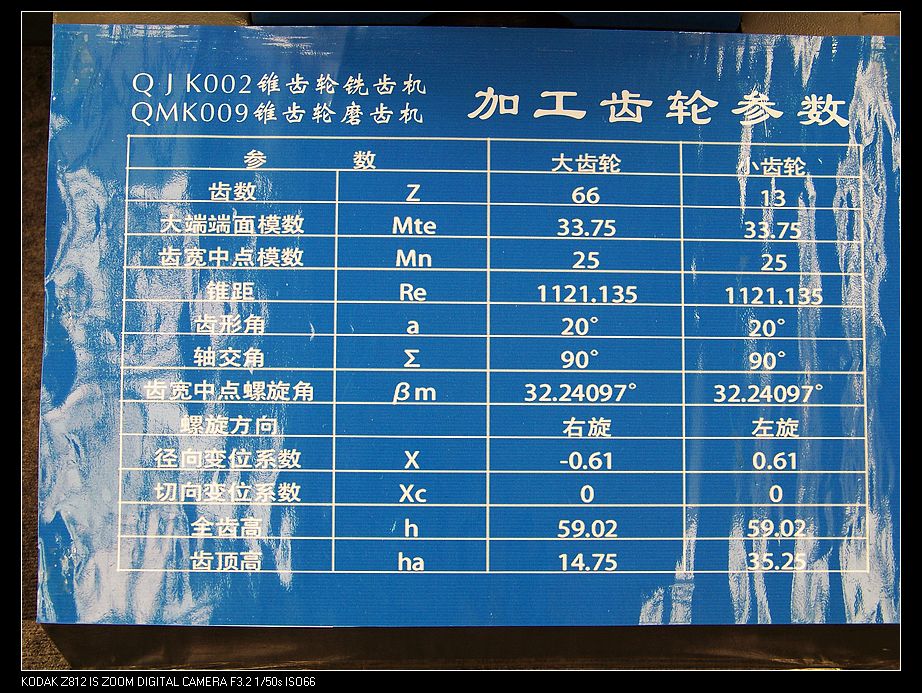 QJK002锥齿轮铣齿机
QMK009锥齿轮磨齿机
加工齿轮参数
参 数 大齿轮 小齿轮
齿数 Z 66 13
大端端面模数 Mte 33.75 33.75
齿宽中点模数 Mn 25 25
锥距 Re 1121.135 1121.135
齿形角 a 20° 20°
轴交角 Σ 90° 90°
齿宽中点螺旋角 βm 32.24097° 32.24097°
螺旋方向 右旋 左旋
径向变位系数 X -0.61 0.61
切向变位系数 Xc 0 0
全齿高 h 59.02 59.02
齿顶高 ha 14.75 35.25
KODAK Z812 IS ZOOM DIGITAL CAMERA F3.2 1/50s ISO66